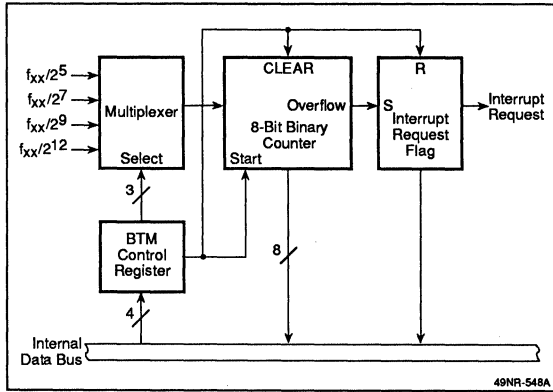 CLEAR
R
fxx/2^5
fxx/2^7
fxx/2^9
fxx/2^12
Multiplexer
Select
Overflow
8-Bit Binary
Counter
Start
S
Interrupt
Request
Flag
Interrupt
Request
3
BTM
Control
Register
8
4
Internal
Data Bus
49NR-548A